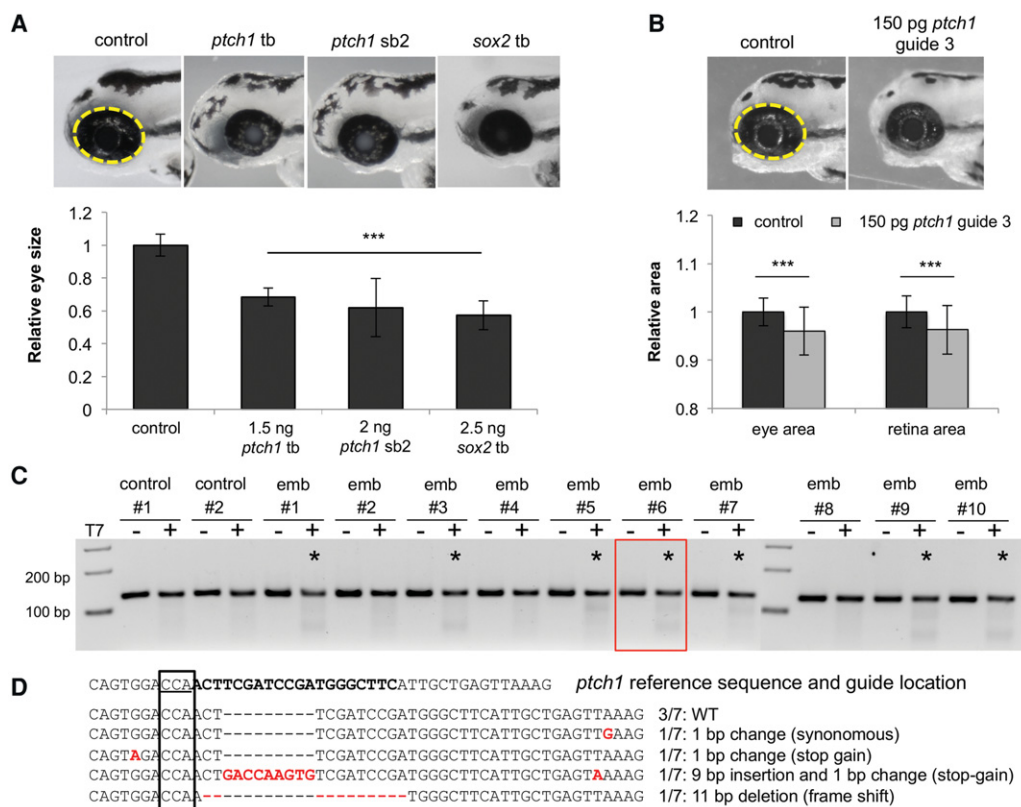 A
control
ptch1 tb
ptch1 sb2
sox2 tb
Relative eye size
1.2
1
0.8
0.6
0.4
0.2
0
***
control
1.5 ng
ptch1 tb
2 ng
ptch1 sb2
2.5 ng
sox2 tb
B
control
150 pg ptch1
guide 3
control
150 pg ptch1 guide 3
Relative area
1.2
1.1
1
0.9
0.8
***
***
eye area
retina area
C
control #1
control #2
emb #1
emb #2
emb #3
emb #4
emb #5
emb #6
emb #7
emb #8
emb #9
emb #10
T7 - + - + - + - + - + - + - + - + - + - + - + - +
* * * * * * *
200 bp
100 bp
D
CAGTGGACCAACTTCGATCCGATGGGCTTCATTGCTGAGTTAAAG ptch1 reference sequence and guide location
CAGTGGACCAACT----------TCGATCCGATGGGCTTCATTGCTGAGTTAAAG 3/7: WT
CAGTGGACCAACT----------TCGATCCGATGGGCTTCATTGCTGAGTTGAAG 1/7: 1 bp change (synonomous)
CAGTAGACCAACT----------TCGATCCGATGGGCTTCATTGCTGAGTTAAAG 1/7: 1 bp change (stop gain)
CAGTGGACCAACTGACCAAGTGTCGATCCGATGGGCTTCATTGCTGAGTAAAAG 1/7: 9 bp insertion and 1 bp change (stop-gain)
CAGTGGACCAA---------------------TGGGCTTCATTGCTGAGTTAAAG 1/7: 11 bp deletion (frame shift)